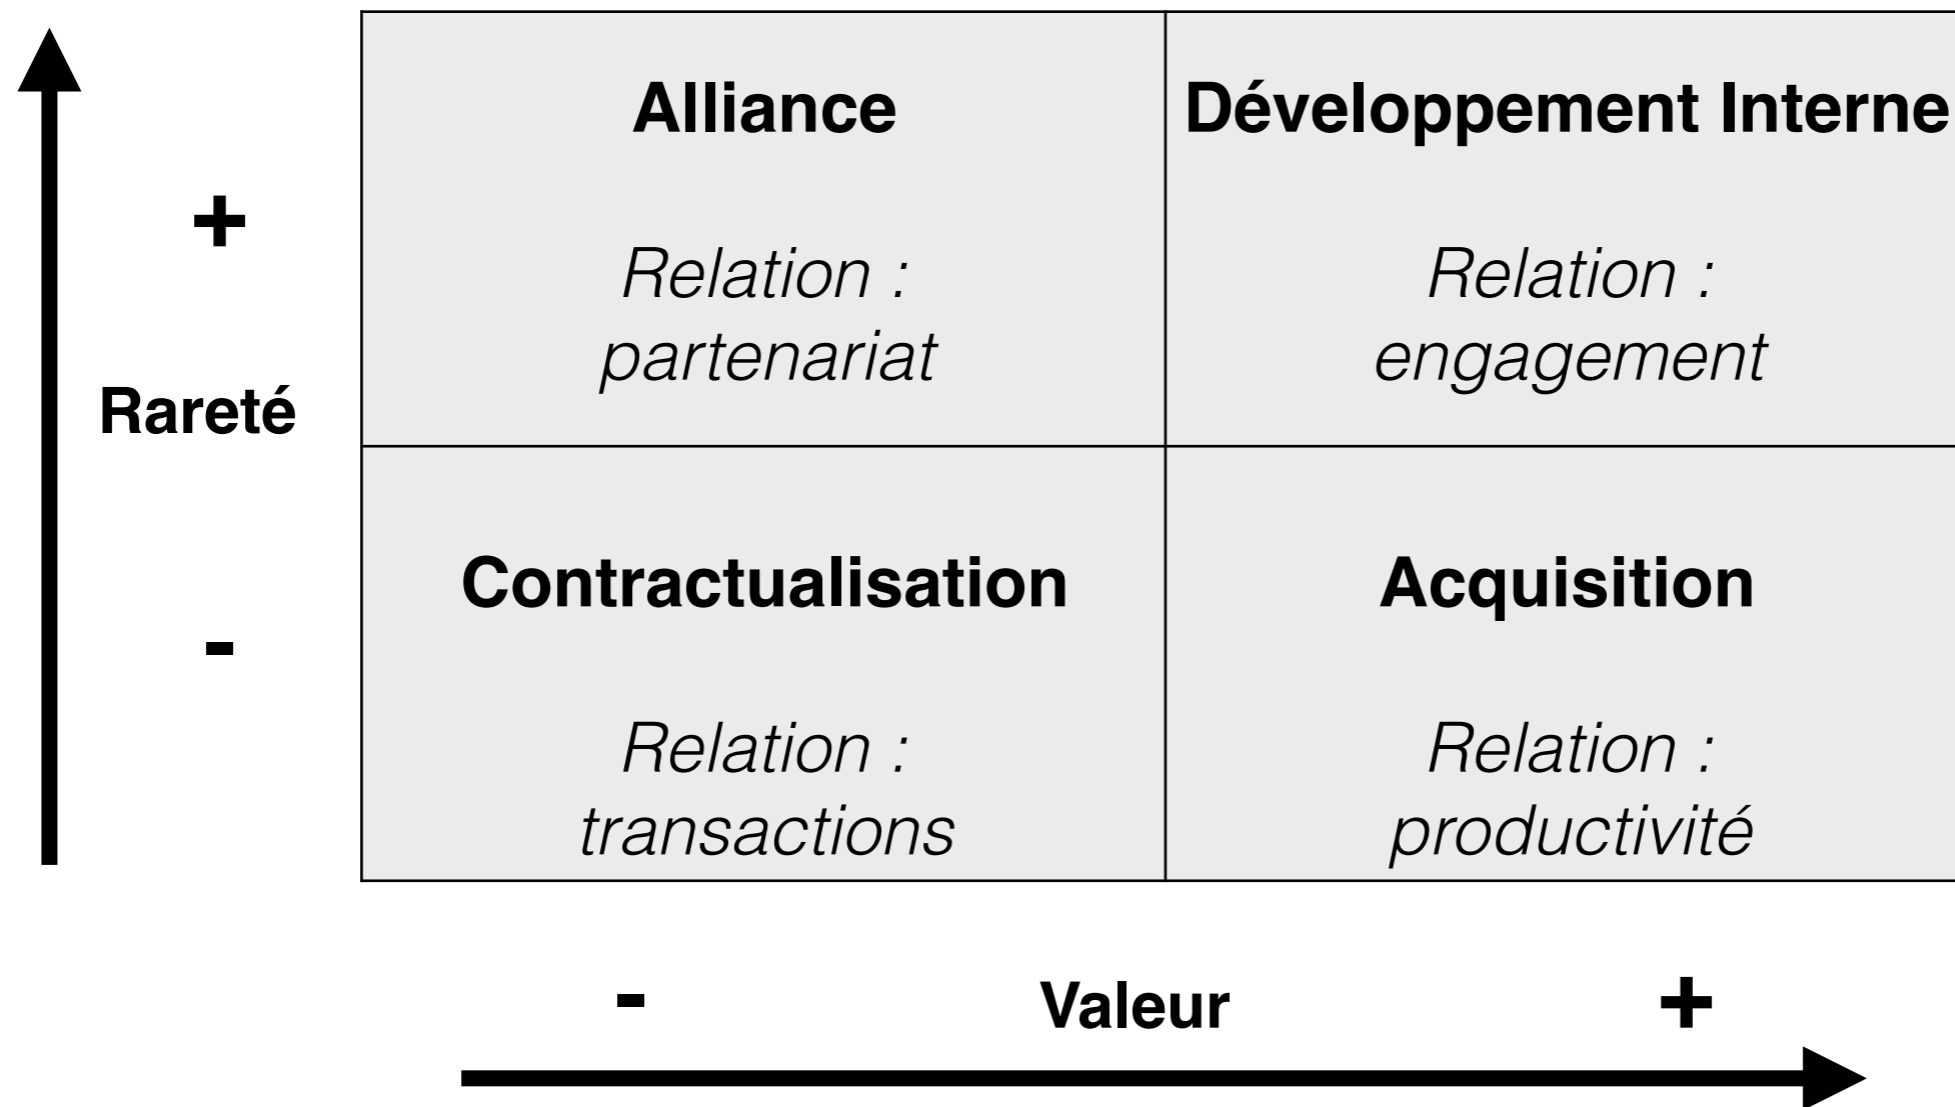 Alliance
Développement Interne
+
Relation :
partenariat
Relation :
engagement
Rareté
Contractualisation
Acquisition
-
Relation :
transactions
Relation :
productivité
-
Valeur
+